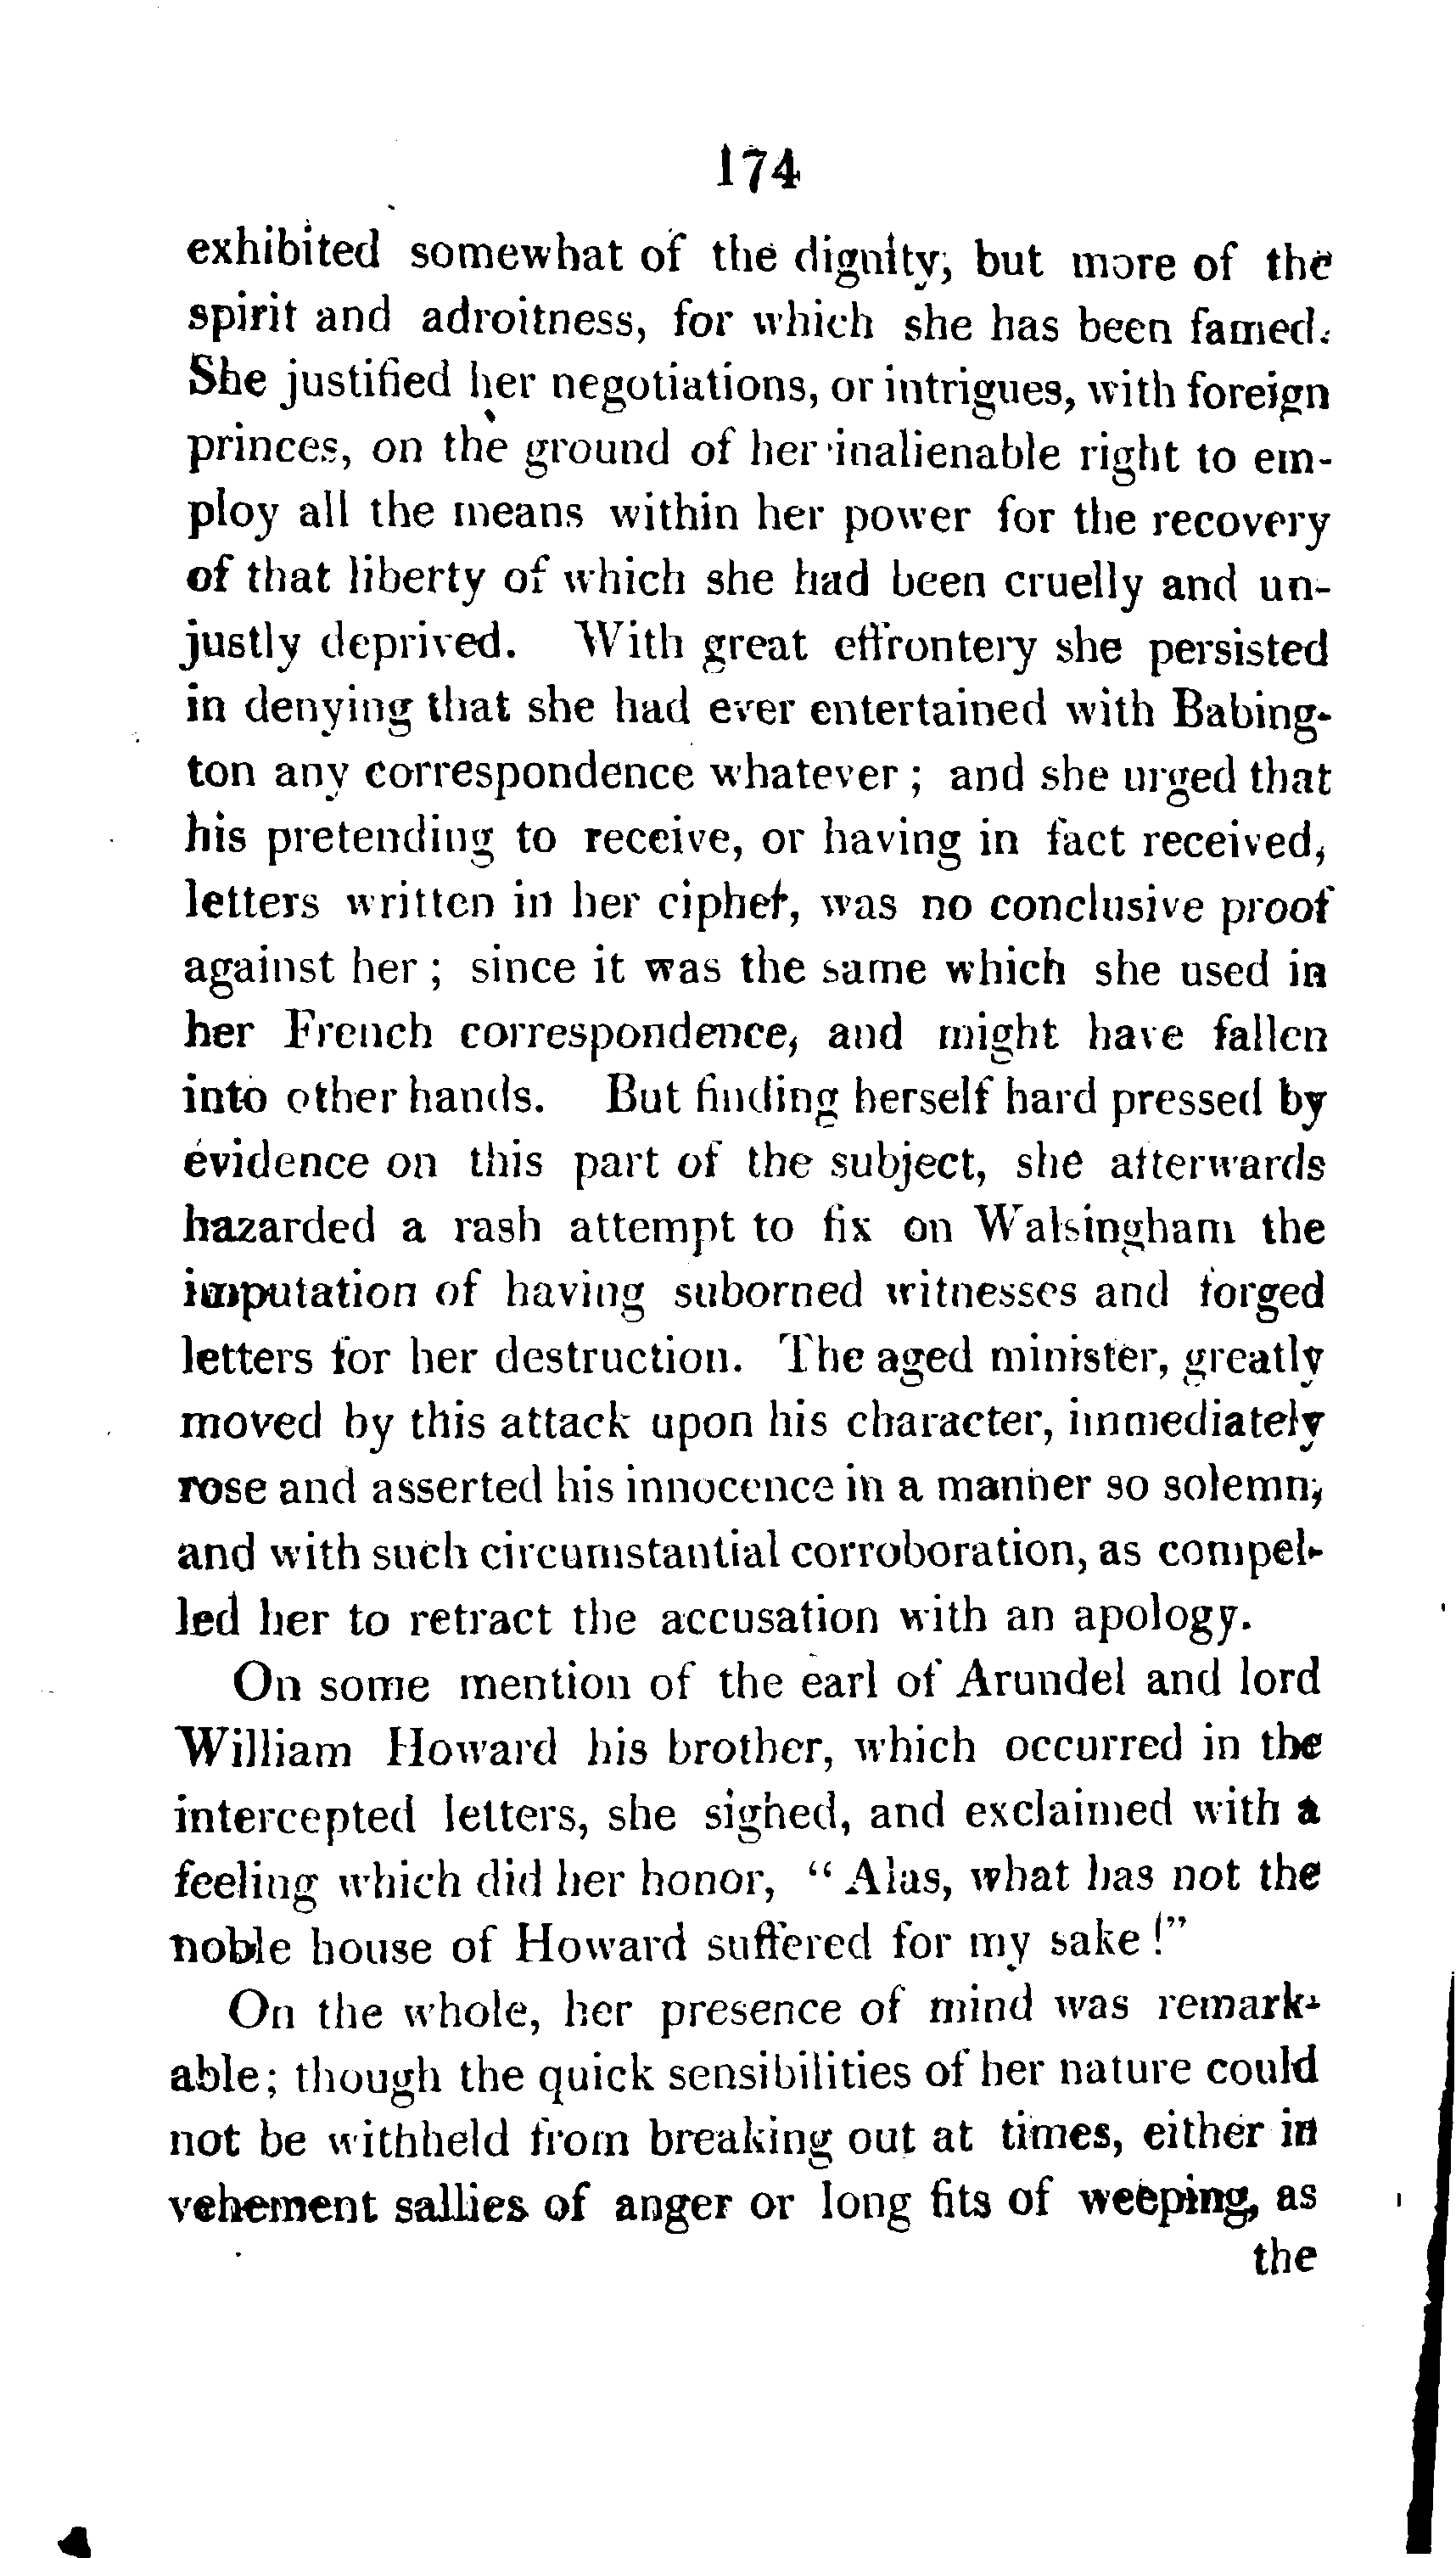 174
exhibited somewhat of the dignity, but more of the
spirit and adroitness, for which she has been famed.
She justified her negotiations, or intrigues, with foreign
princes, on the ground of her inalienable right to em-
ploy all the means within her power for the recovery
of that liberty of which she had been cruelly and un-
justly deprived. With great effrontery she persisted
in denying that she had ever entertained with Babing-
ton any correspondence whatever ; and she urged that
his pretending to receive, or having in fact received,
letters written in her cipher, was no conclusive proof
against her ; since it was the same which she used in
her French correspondence, and might have fallen
into other hands. But finding herself hard pressed by
evidence on this part of the subject, she afterwards
hazarded a rash attempt to fix on Walsingham the
imputation of having suborned witnesses and forged
letters for her destruction. The aged minister, greatly
moved by this attack upon his character, immediately
rose and asserted his innocence in a manner so solemn,
and with such circumstantial corroboration, as compel-
led her to retract the accusation with an apology.
On some mention of the earl of Arundel and lord
William Howard his brother, which occurred in the
intercepted letters, she sighed, and exclaimed with a
feeling which did her honor, “ Alas, what has not the
noble house of Howard suffered for my sake !”
On the whole, her presence of mind was remark-
able; though the quick sensibilities of her nature could
not be withheld from breaking out at times, either in
vehement sallies of anger or long fits of weeping, as
the